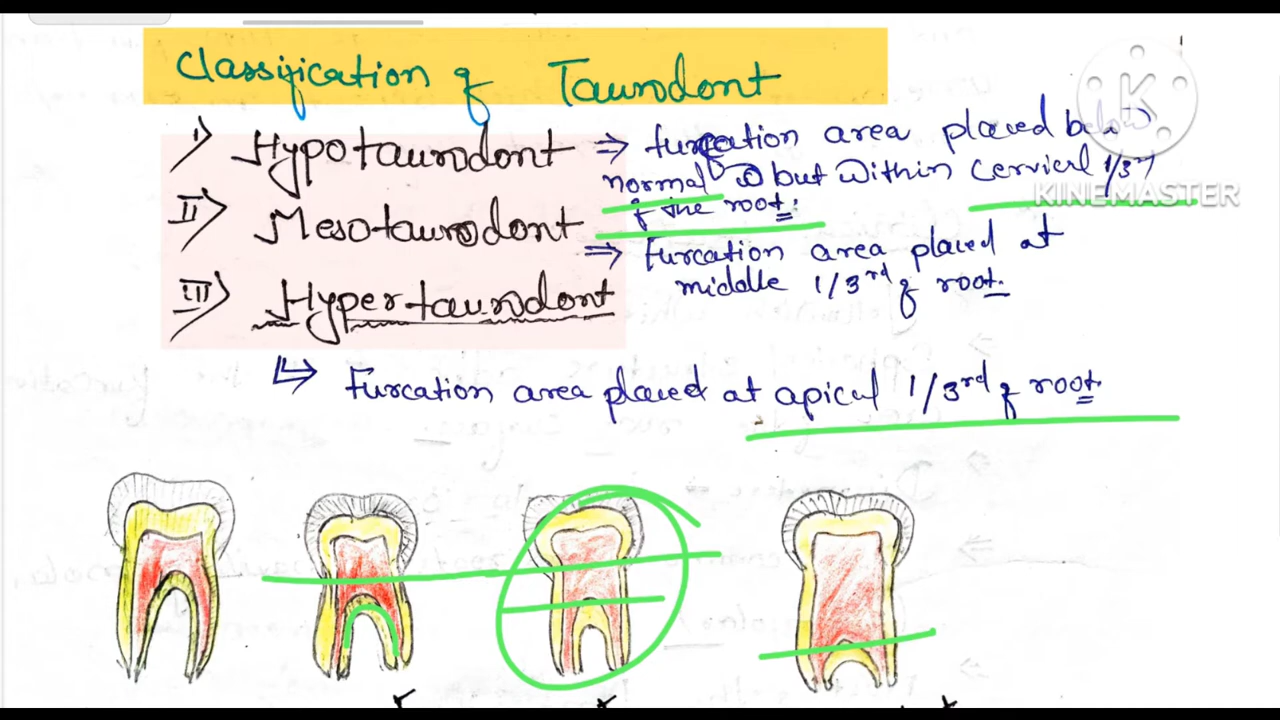 Classification of Taurodont
I) Hypotaurodont ⇒ furcation area placed below
normal but within cervical 1/3rd
of the root.
II) Mesotaurodont
⇒ Furcation area placed at
middle 1/3rd of root.
III) Hypertaurodont
↳ Furcation area placed at apical 1/3rd of root.
K
KINEMASTER